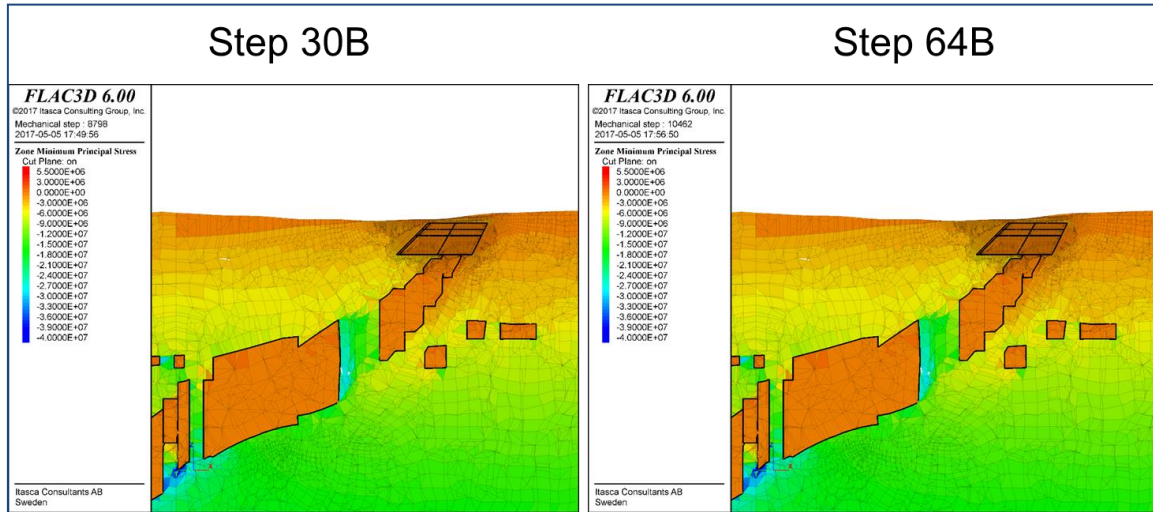 Step 30B
Step 64B
FLAC3D 6.00
©2017 Itasca Consulting Group, Inc.
Mechanical step : 8798
2017-05-05 17:49:56
Zone Minimum Principal Stress
Cut Plane: on
5.5000E+06
3.0000E+06
0.0000E+00
-3.0000E+06
-6.0000E+06
-9.0000E+06
-1.2000E+07
-1.5000E+07
-1.8000E+07
-2.1000E+07
-2.4000E+07
-2.7000E+07
-3.0000E+07
-3.3000E+07
-3.6000E+07
-3.9000E+07
-4.0000E+07
Itasca Consultants AB
Sweden
FLAC3D 6.00
©2017 Itasca Consulting Group, Inc.
Mechanical step : 10462
2017-05-05 17:56:50
Zone Minimum Principal Stress
Cut Plane: on
5.5000E+06
3.0000E+06
0.0000E+00
-3.0000E+06
-6.0000E+06
-9.0000E+06
-1.2000E+07
-1.5000E+07
-1.8000E+07
-2.1000E+07
-2.4000E+07
-2.7000E+07
-3.0000E+07
-3.3000E+07
-3.6000E+07
-3.9000E+07
-4.0000E+07
Itasca Consultants AB
Sweden